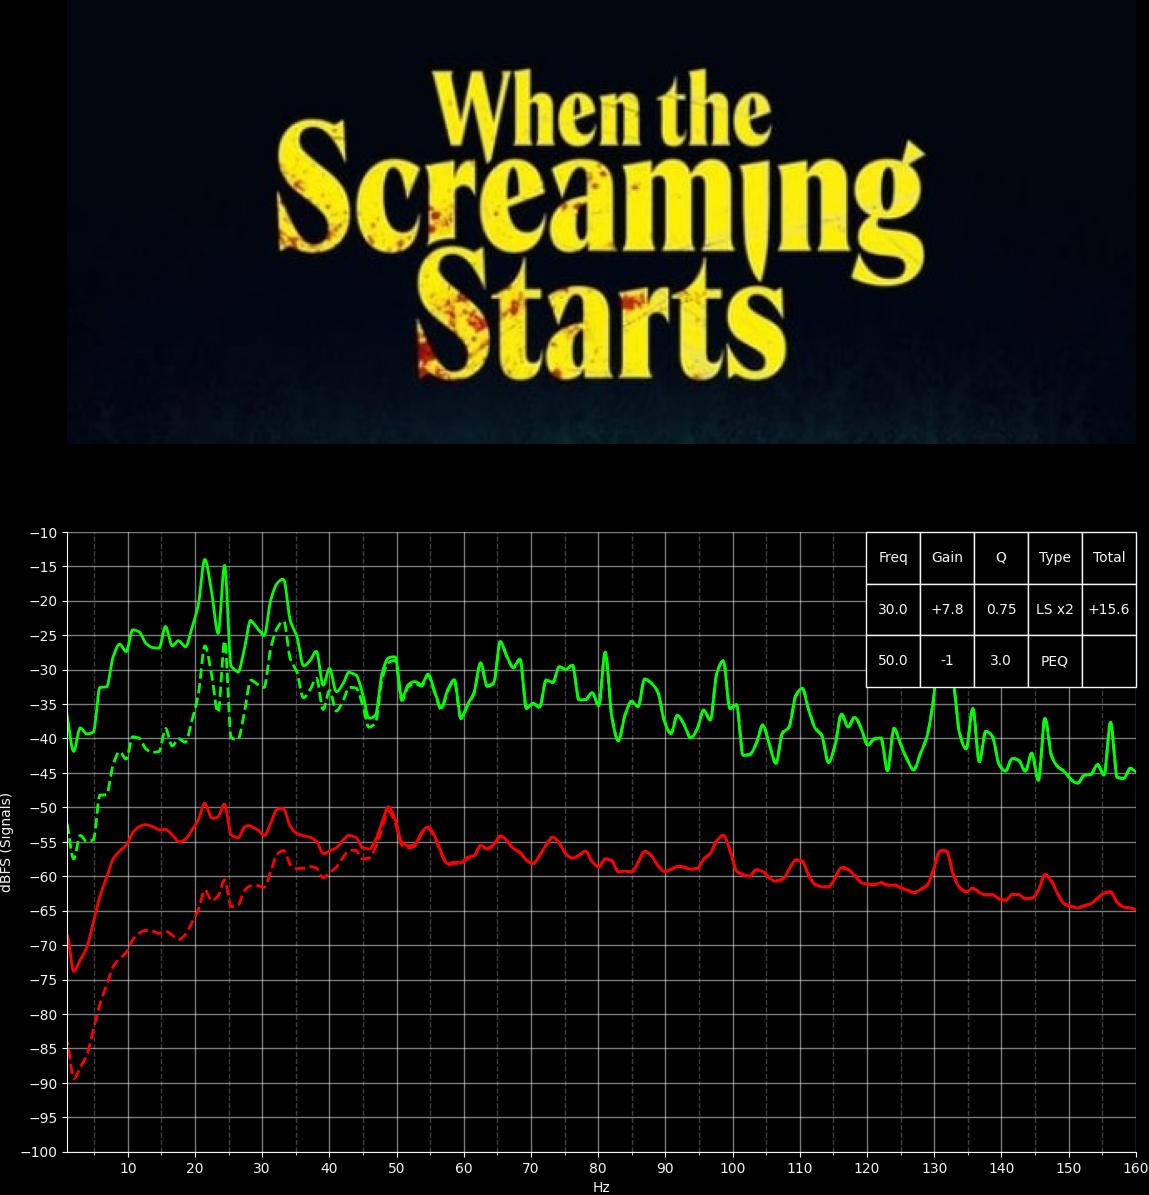 When the
Screaming
Starts
−10
−15
−20
−25
−30
−35
−40
−45
−50
−55
−60
−65
−70
−75
−80
−85
−90
−95
−100
dBFS (Signals)
Freq Gain Q Type Total
30.0 +7.8 0.75 LS x2 +15.6
50.0 -1 3.0 PEQ
10 20 30 40 50 60 70 80 90 100 110 120 130 140 150 160
Hz